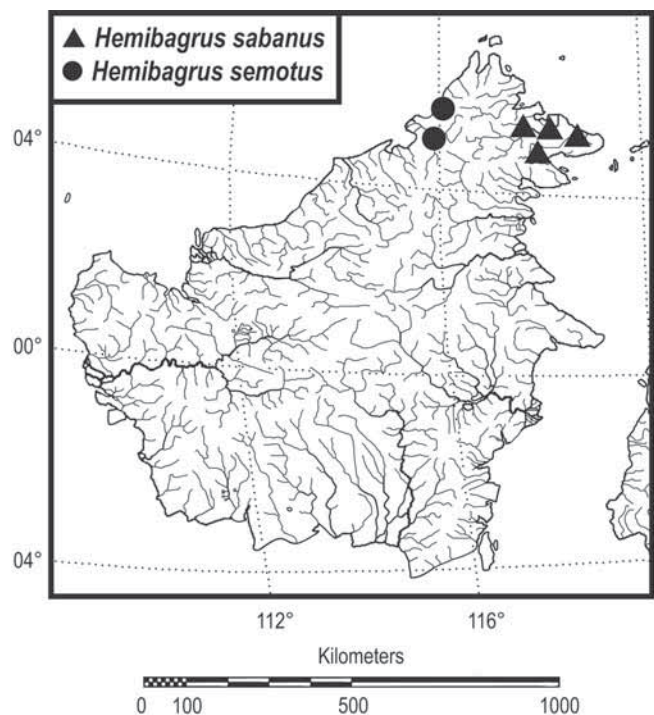 ▲ Hemibagrus sabanus
● Hemibagrus semotus
04°
00°
04°
112° 116°
Kilometers
0 100 500 1000